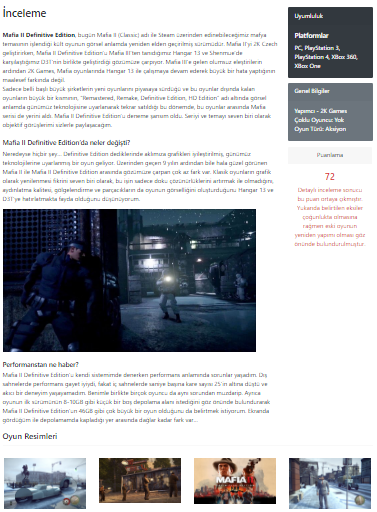 İnceleme
Mafia II Definitive Edition, bugün Mafia II (Classic) adı ile Steam üzerinden edinebileceğimiz mafya
temasının işlendiği kült oyunun görsel anlamda yeniden elden geçirilmiş sürümüdür. Mafia II'yi 2K Czech
geliştirirken, Mafia II Definitive Edition'u Mafia III'ten tanıdığımız Hangar 13 ve Shenmue'de
karşılaştığımız D3T'nin birlikte geliştirdiği gözümüze çarpıyor. Mafia III'e gelen olumsuz eleştirilerin
ardından 2K Games, Mafia oyunlarında Hangar 13 ile çalışmaya devam ederek büyük bir hata yaptığının
maalesef farkında değil.
Sadece belli başlı büyük şirketlerin yeni oyunlarını piyasaya sürdüğü ve bu oyunlar dışında kalan
oyunların büyük bir kısmının, "Remastered, Remake, Definitive Edition, HD Edition" adı altında görsel
anlamda günümüz teknolojisine uyarlanarak tekrar satıldığı bu dönemde, bu oyunlar arasında Mafia
serisi de yerini aldı. Mafia II Definitive Edition'u deneme şansım oldu. Seriyi ve temayı seven biri olarak
objektif görüşlerimi sizlerle paylaşacağım.
Mafia II Definitive Edition'da neler değişti?
Neredeyse hiçbir şey... Definitive Edition dediklerinde aklımıza grafikleri iyileştirilmiş, günümüz
teknolojilerine uyarlanmış bir oyun geliyor. Üzerinden geçen 9 yılın ardından bile hala güzel görünen
Mafia II ile Mafia II Definitive Edition arasında gözümüze çarpan çok az fark var. Klasik oyunların grafik
olarak yenilenmesi fikrini seven biri olarak, bu işin sadece doku çözünürlüklerini artırmak ile olmadığını,
aydınlatma kalitesi, gölgelendirme ve parçacıkların da oyunun görselliğini oluşturduğunu Hangar 13 ve
D3T'ye hatırlatmakta fayda olduğunu düşünüyorum.
Performanstan ne haber?
Mafia II Definitive Edition'u kendi sistemimde denerken performans anlamında sorunlar yaşadım. Dış
sahnelerde performans gayet iyiydi, fakat iç sahnelerde saniye başına kare sayısı 25'in altına düştü ve
akıcı bir deneyim yaşayamadım. Benimle birlikte birçok oyuncu da aynı sorundan muzdarip. Ayrıca
oyunun ilk sürümünün 8-10GB gibi küçük bir boş depolama alanı istediğini göz önünde bulundurarak
Mafia II Definitive Edition'un 46GB gibi çok büyük bir oyun olduğunu da belirtmek istiyorum. Ekranda
gördüğüm ile depolamamda kapladığı yer arasında dağlar kadar fark var...
Oyun Resimleri
MAFIA
Uyumluluk
Platformlar
PC, PlayStation 3,
PlayStation 4, XBox 360,
XBox One
Genel Bilgiler
Yapımcı - 2K Games
Çoklu Oyuncu: Yok
Oyun Türü: Aksiyon
Puanlama
72
Detaylı inceleme sonucu
bu puan ortaya çıkmıştır.
Yukarıda belirtilen eksiler
çoğunlukta olmasına
rağmen eski oyunun
yeniden yapımı olması göz
önünde bulundurulmuştur.